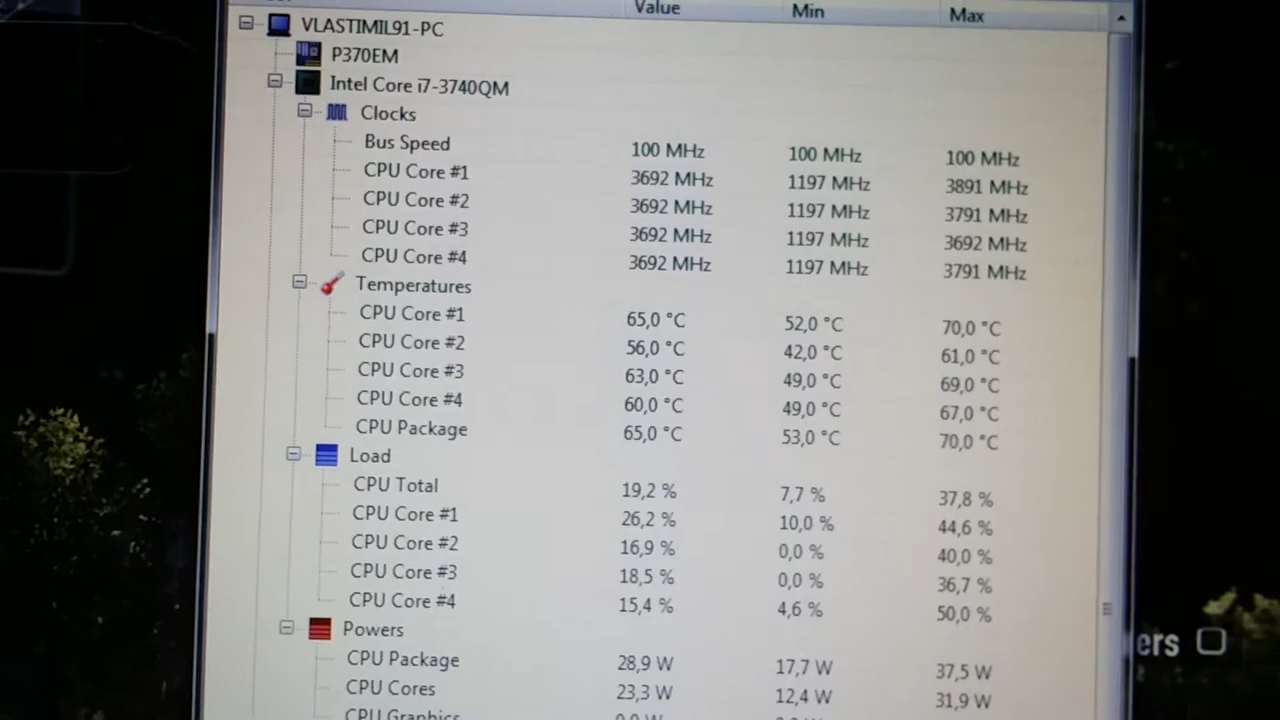 Value Min Max
VLASTIMIL91-PC
P370EM
Intel Core i7-3740QM
Clocks
Bus Speed 100 MHz 100 MHz 100 MHz
CPU Core #1 3692 MHz 1197 MHz 3891 MHz
CPU Core #2 3692 MHz 1197 MHz 3791 MHz
CPU Core #3 3692 MHz 1197 MHz 3692 MHz
CPU Core #4 3692 MHz 1197 MHz 3791 MHz
Temperatures
CPU Core #1 65,0 °C 52,0 °C 70,0 °C
CPU Core #2 56,0 °C 42,0 °C 61,0 °C
CPU Core #3 63,0 °C 49,0 °C 69,0 °C
CPU Core #4 60,0 °C 49,0 °C 67,0 °C
CPU Package 65,0 °C 53,0 °C 70,0 °C
Load
CPU Total 19,2 % 7,7 % 37,8 %
CPU Core #1 26,2 % 10,0 % 44,6 %
CPU Core #2 16,9 % 0,0 % 40,0 %
CPU Core #3 18,5 % 0,0 % 36,7 %
CPU Core #4 15,4 % 4,6 % 50,0 %
Powers
ers
CPU Package 28,9 W 17,7 W 37,5 W
CPU Cores 23,3 W 12,4 W 31,9 W
CPU Graphics